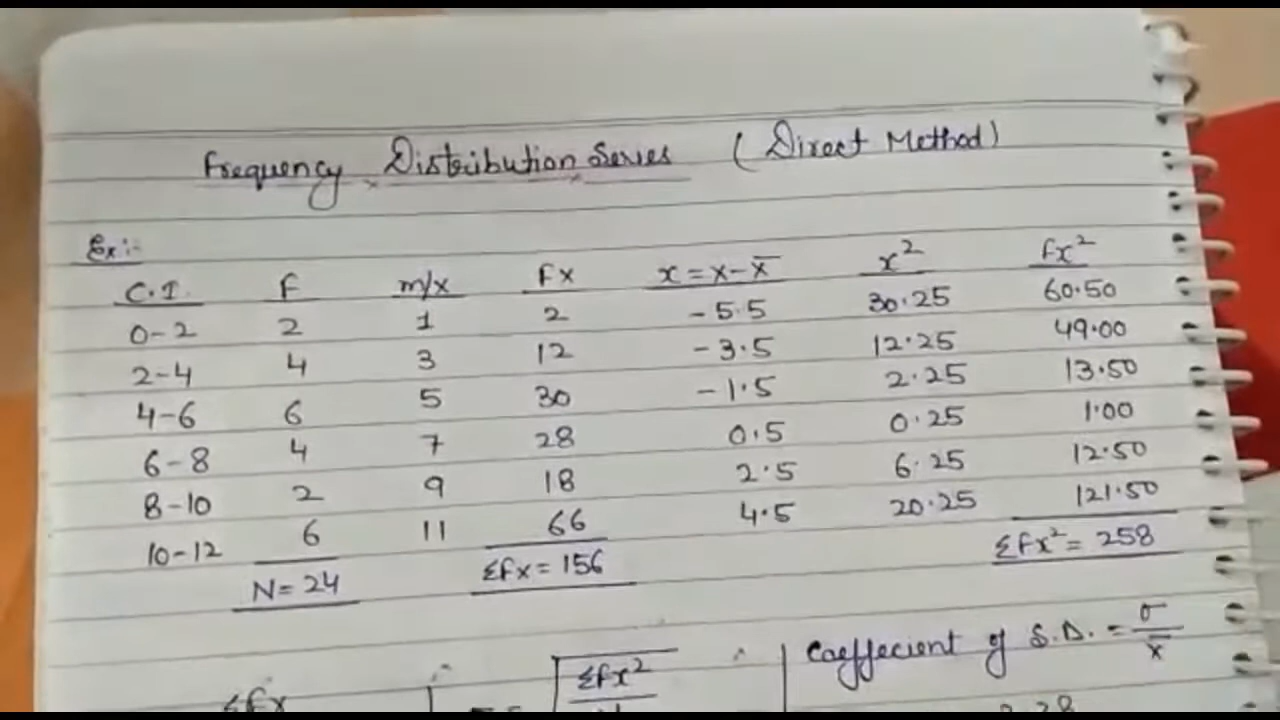 Frequency Distribution Series (Direct Method)
Ex:-
C.I. F m/x Fx x = x - x̄ x² fx²
0-2 2 1 2 -5.5 30.25 60.50
2-4 4 3 12 -3.5 12.25 49.00
4-6 6 5 30 -1.5 2.25 13.50
6-8 4 7 28 0.5 0.25 1.00
8-10 2 9 18 2.5 6.25 12.50
10-12 6 11 66 4.5 20.25 121.50
N = 24 Σfx = 156 Σfx² = 258
Coeffecient of S.D. = σ/x̄
Σfx Σfx²